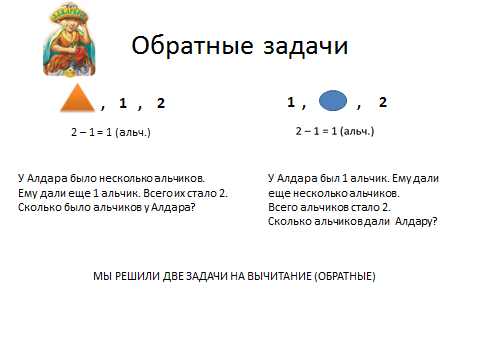 Обратные задачи
, 1 , 2
2 – 1 = 1 (альч.)
У Алдара было несколько альчиков.
Ему дали еще 1 альчик. Всего их стало 2.
Сколько было альчиков у Алдара?
1 , , 2
2 – 1 = 1 (альч.)
У Алдара был 1 альчик. Ему дали
еще несколько альчиков.
Всего альчиков стало 2.
Сколько альчиков дали Алдару?
МЫ РЕШИЛИ ДВЕ ЗАДАЧИ НА ВЫЧИТАНИЕ (ОБРАТНЫЕ)